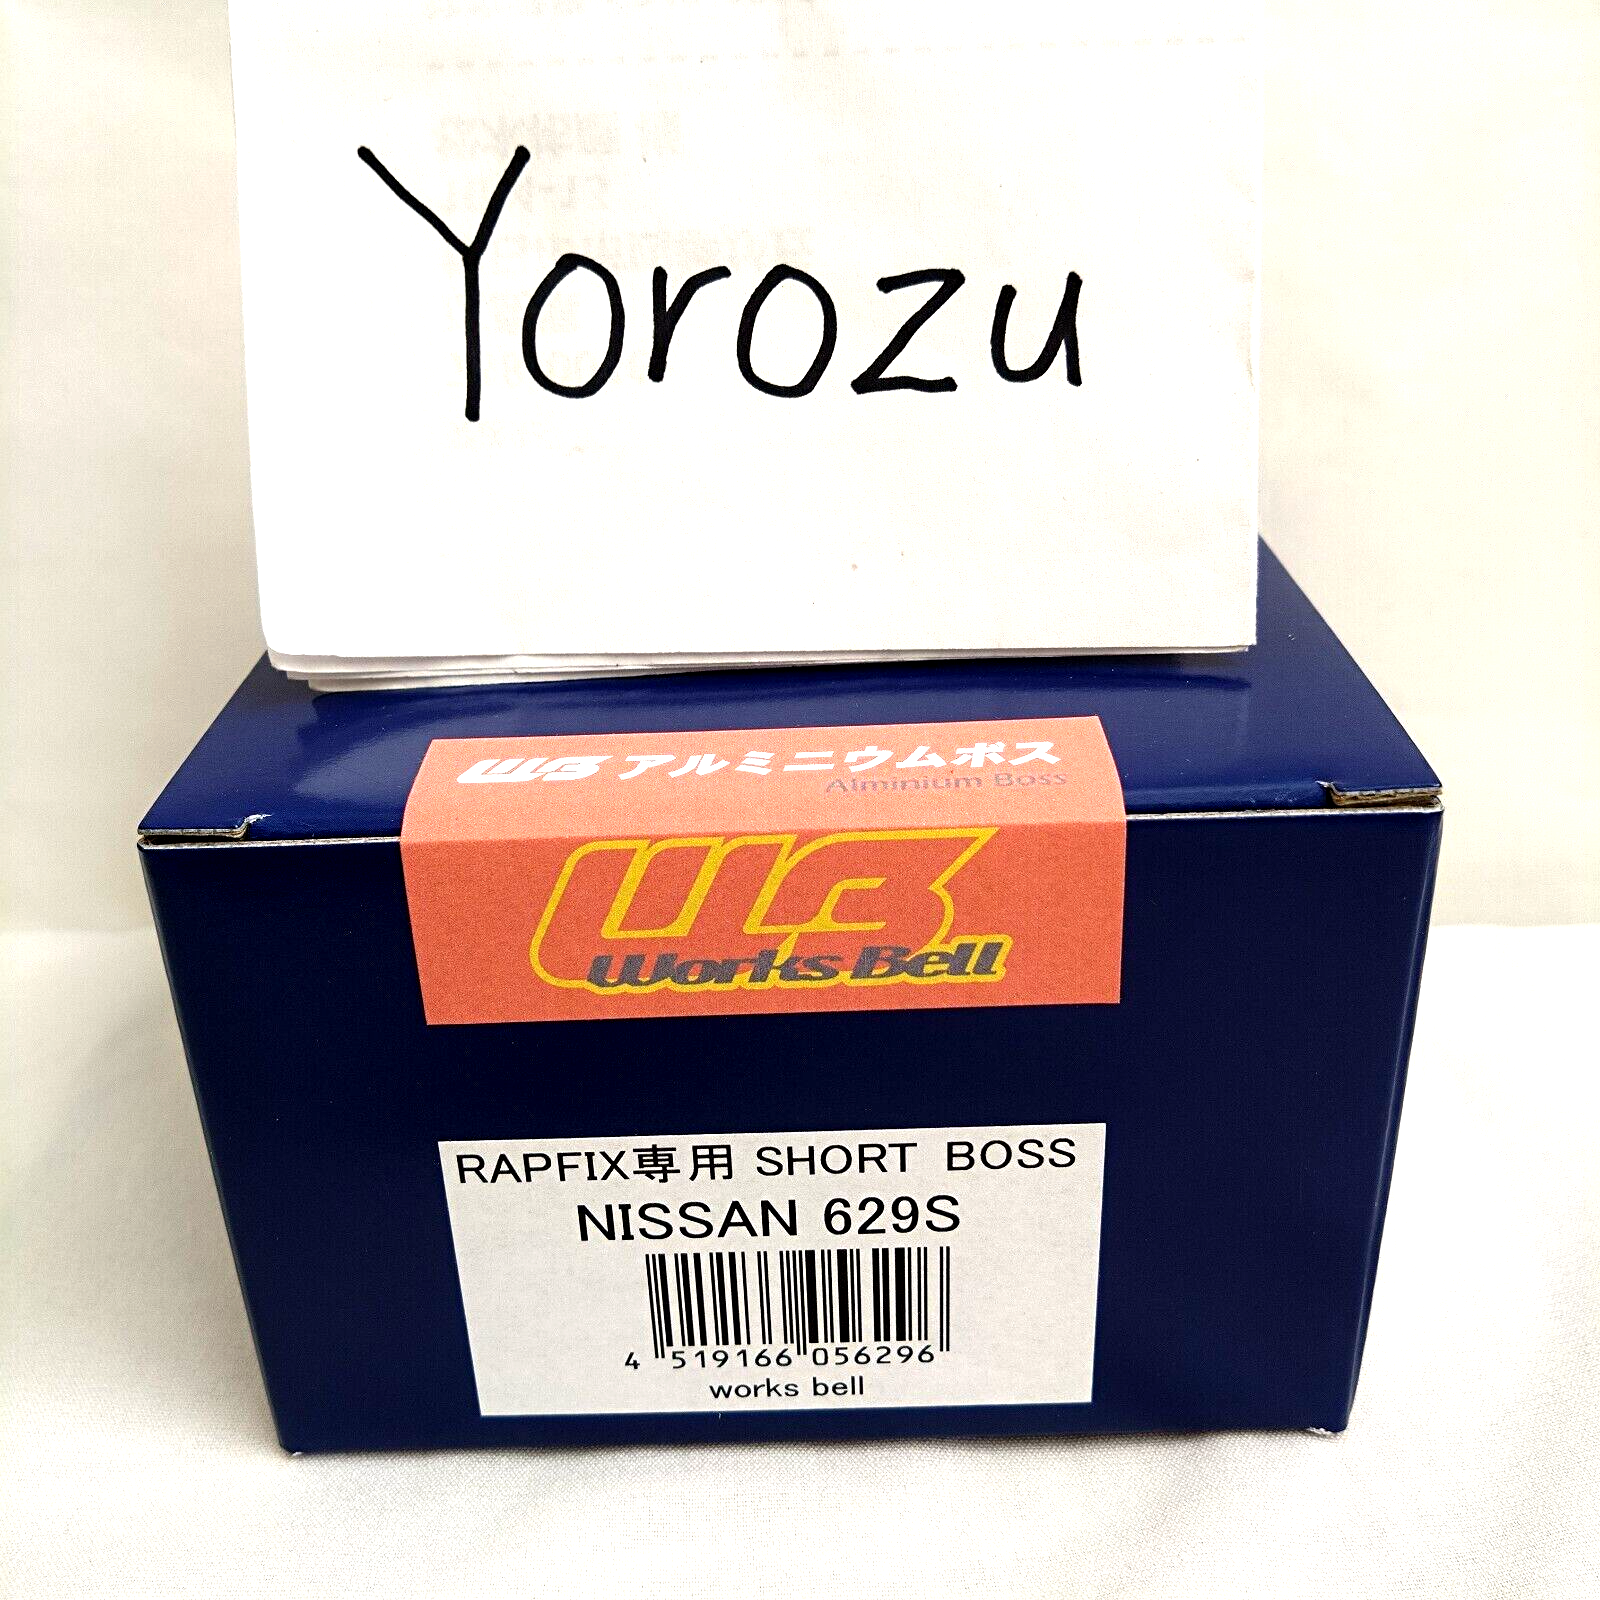 Yorozu
WB アルミニウムボス
Alminium Boss
WB
Works Bell
RAPFIX専用 SHORT BOSS
NISSAN 629S
4 519166 056296
works bell